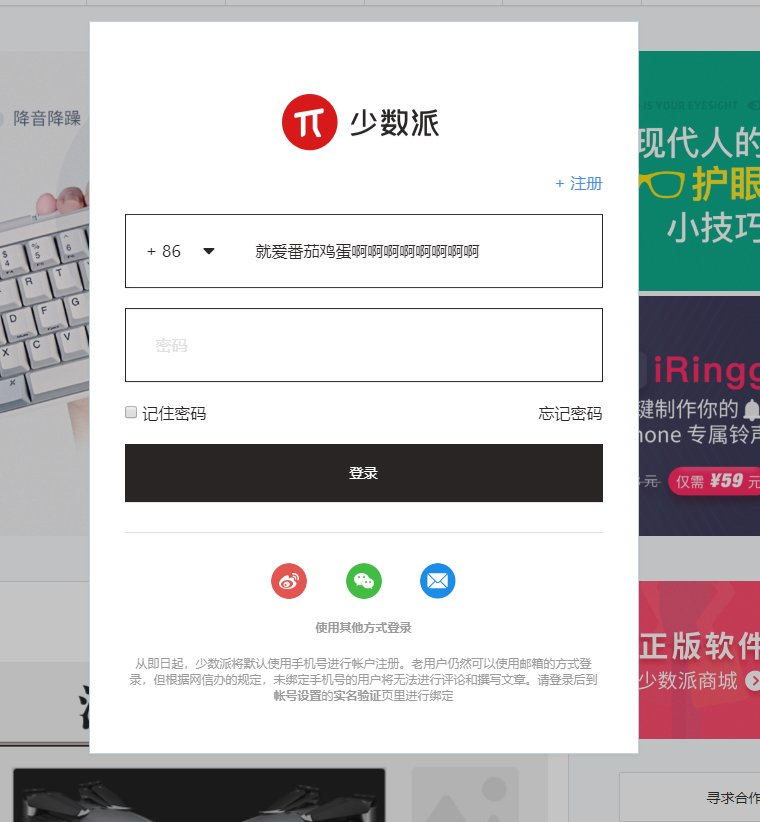 少数派
+ 注册
+ 86 就爱番茄鸡蛋啊啊啊啊啊啊啊啊
密码
记住密码 忘记密码
登录
使用其他方式登录
从即日起，少数派将默认使用手机号进行帐户注册。老用户仍然可以使用邮箱的方式登
录，但根据网信办的规定，未绑定手机号的用户将无法进行评论和撰写文章。请登录后到
帐号设置的实名验证页里进行绑定
降音降躁
$ 4
% 5
^ 6
E R T
D F G
X C V
YOUR EYESIGHT
现代人的
护眼
小技巧
iRingg
键制作你的
hone 专属铃声
元 仅需 ¥59 元
正版软件
少数派商城
寻求合作